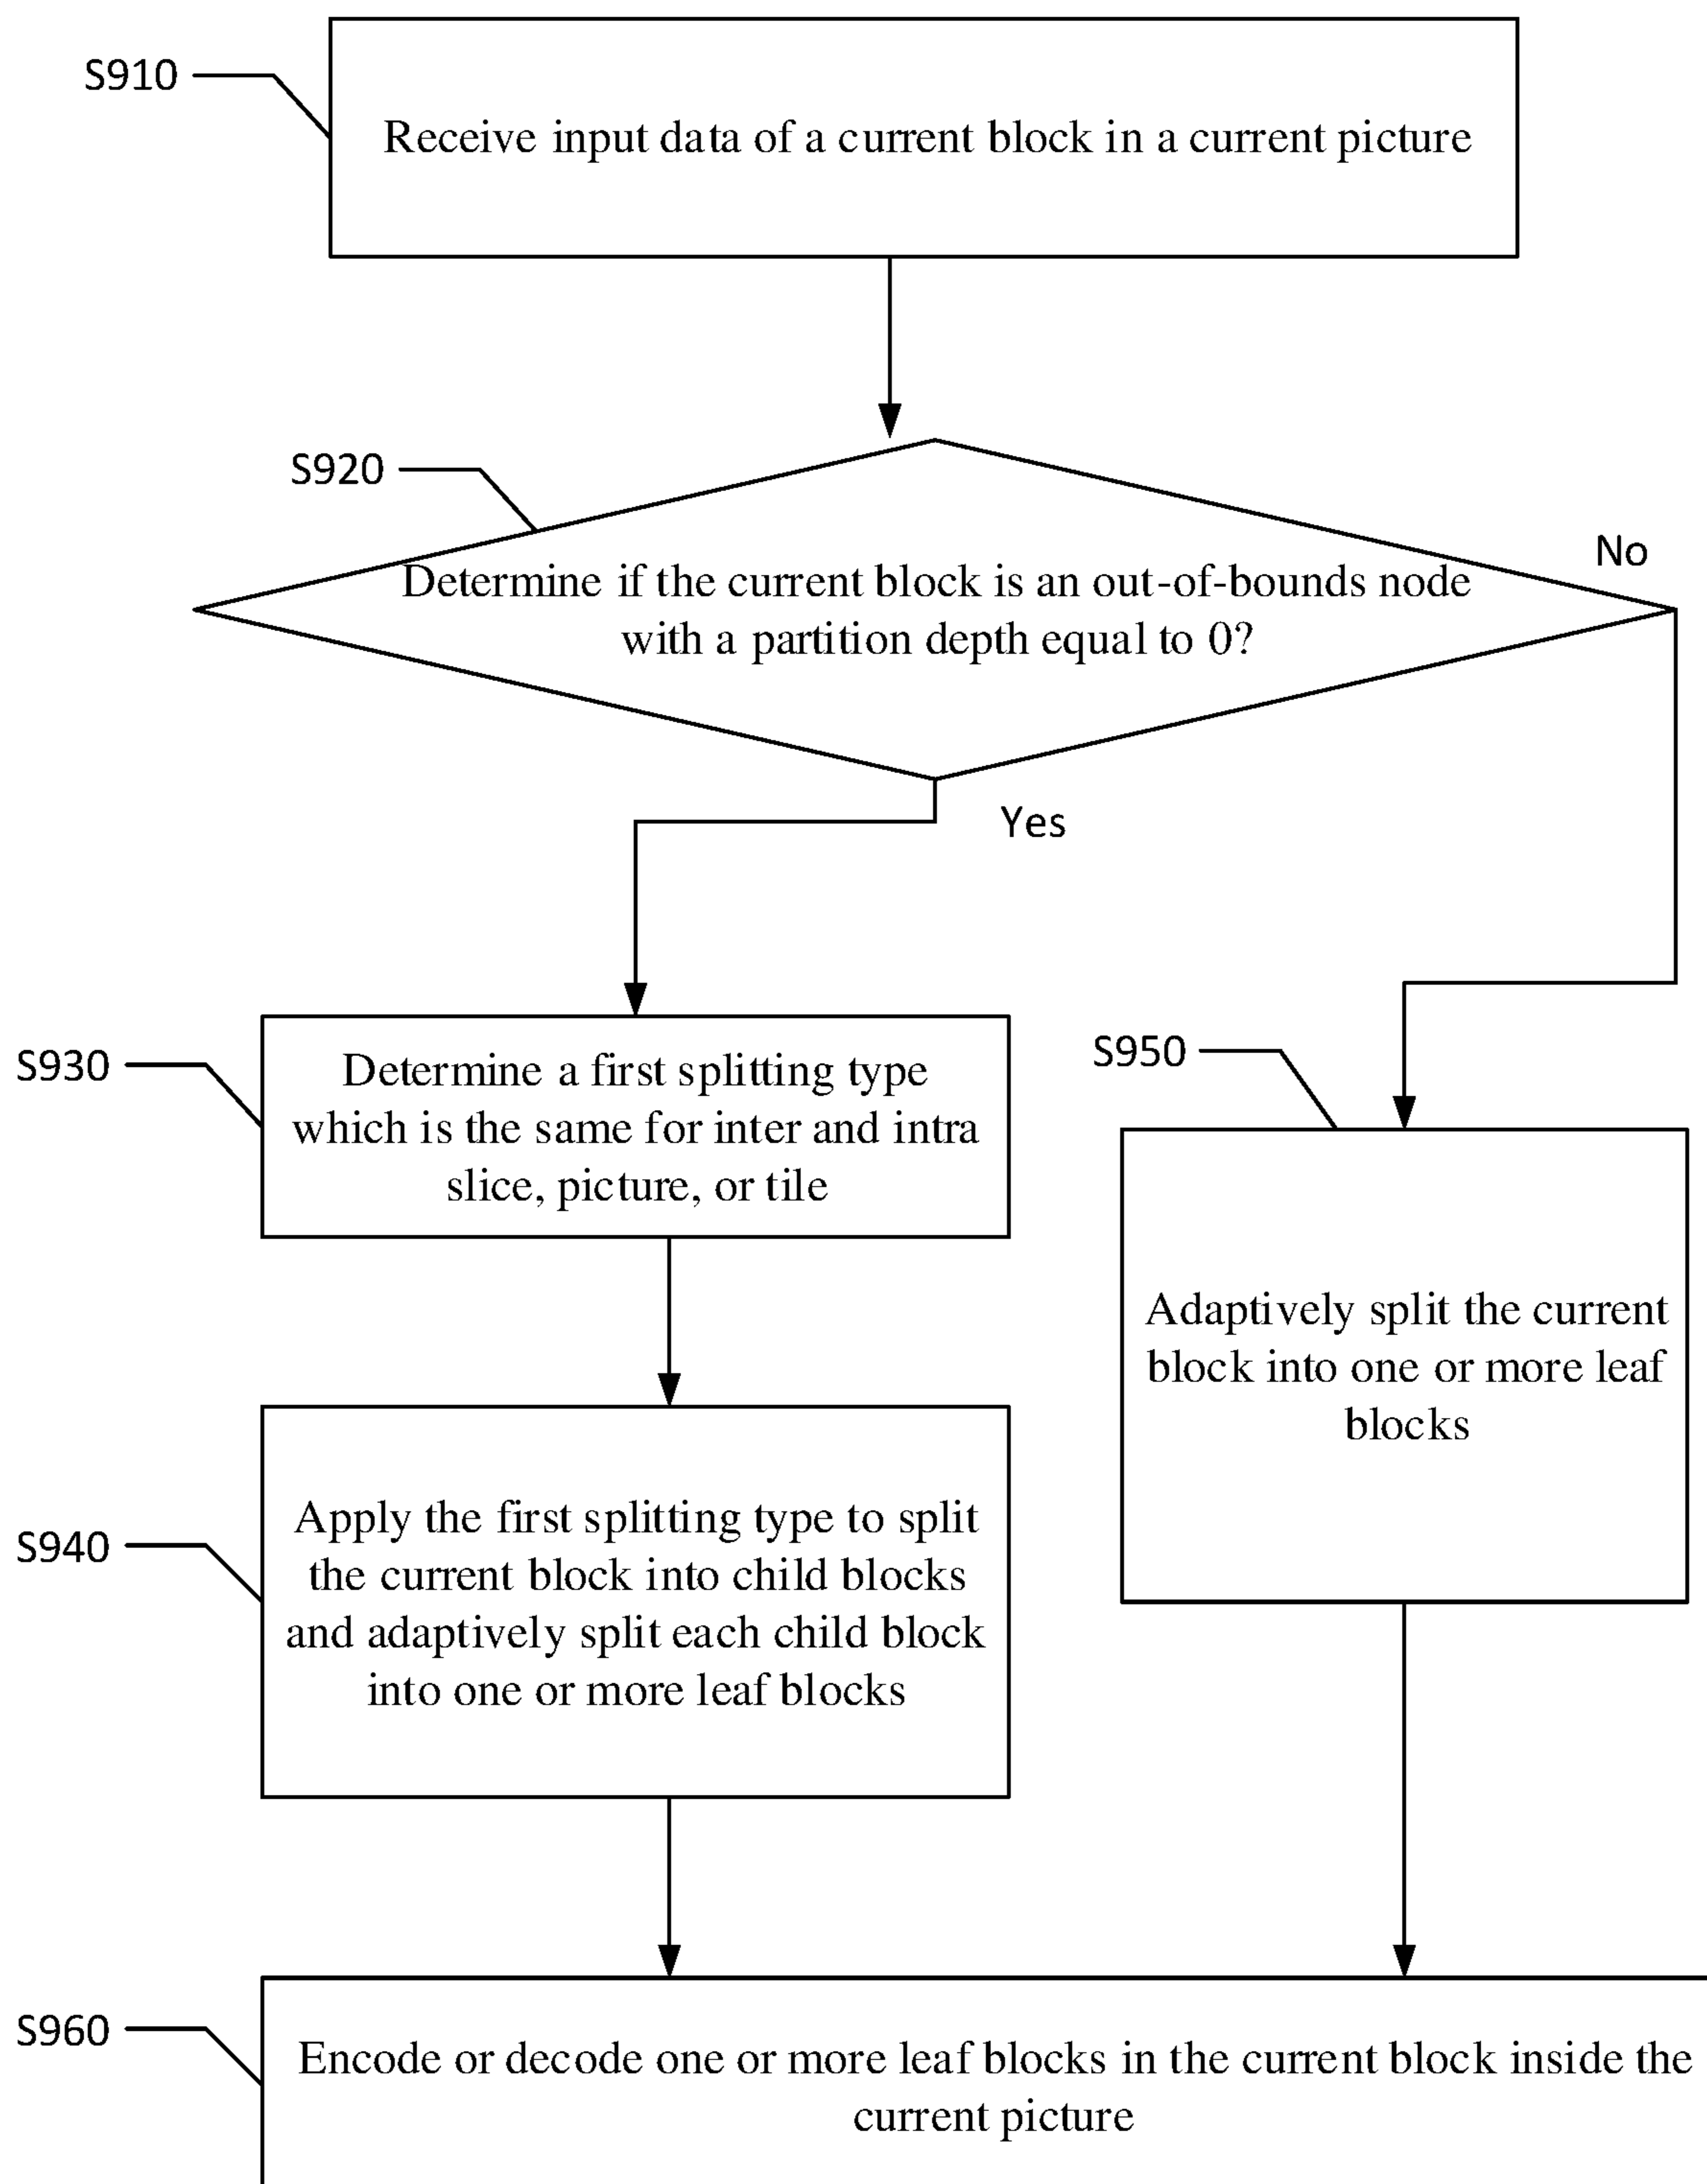 S910
Receive input data of a current block in a current picture
S920
Determine if the current block is an out-of-bounds node
with a partition depth equal to 0?
No
Yes
S930
Determine a first splitting type
which is the same for inter and intra
slice, picture, or tile
S940
Apply the first splitting type to split
the current block into child blocks
and adaptively split each child block
into one or more leaf blocks
S950
Adaptively split the current
block into one or more leaf
blocks
S960
Encode or decode one or more leaf blocks in the current block inside the
current picture